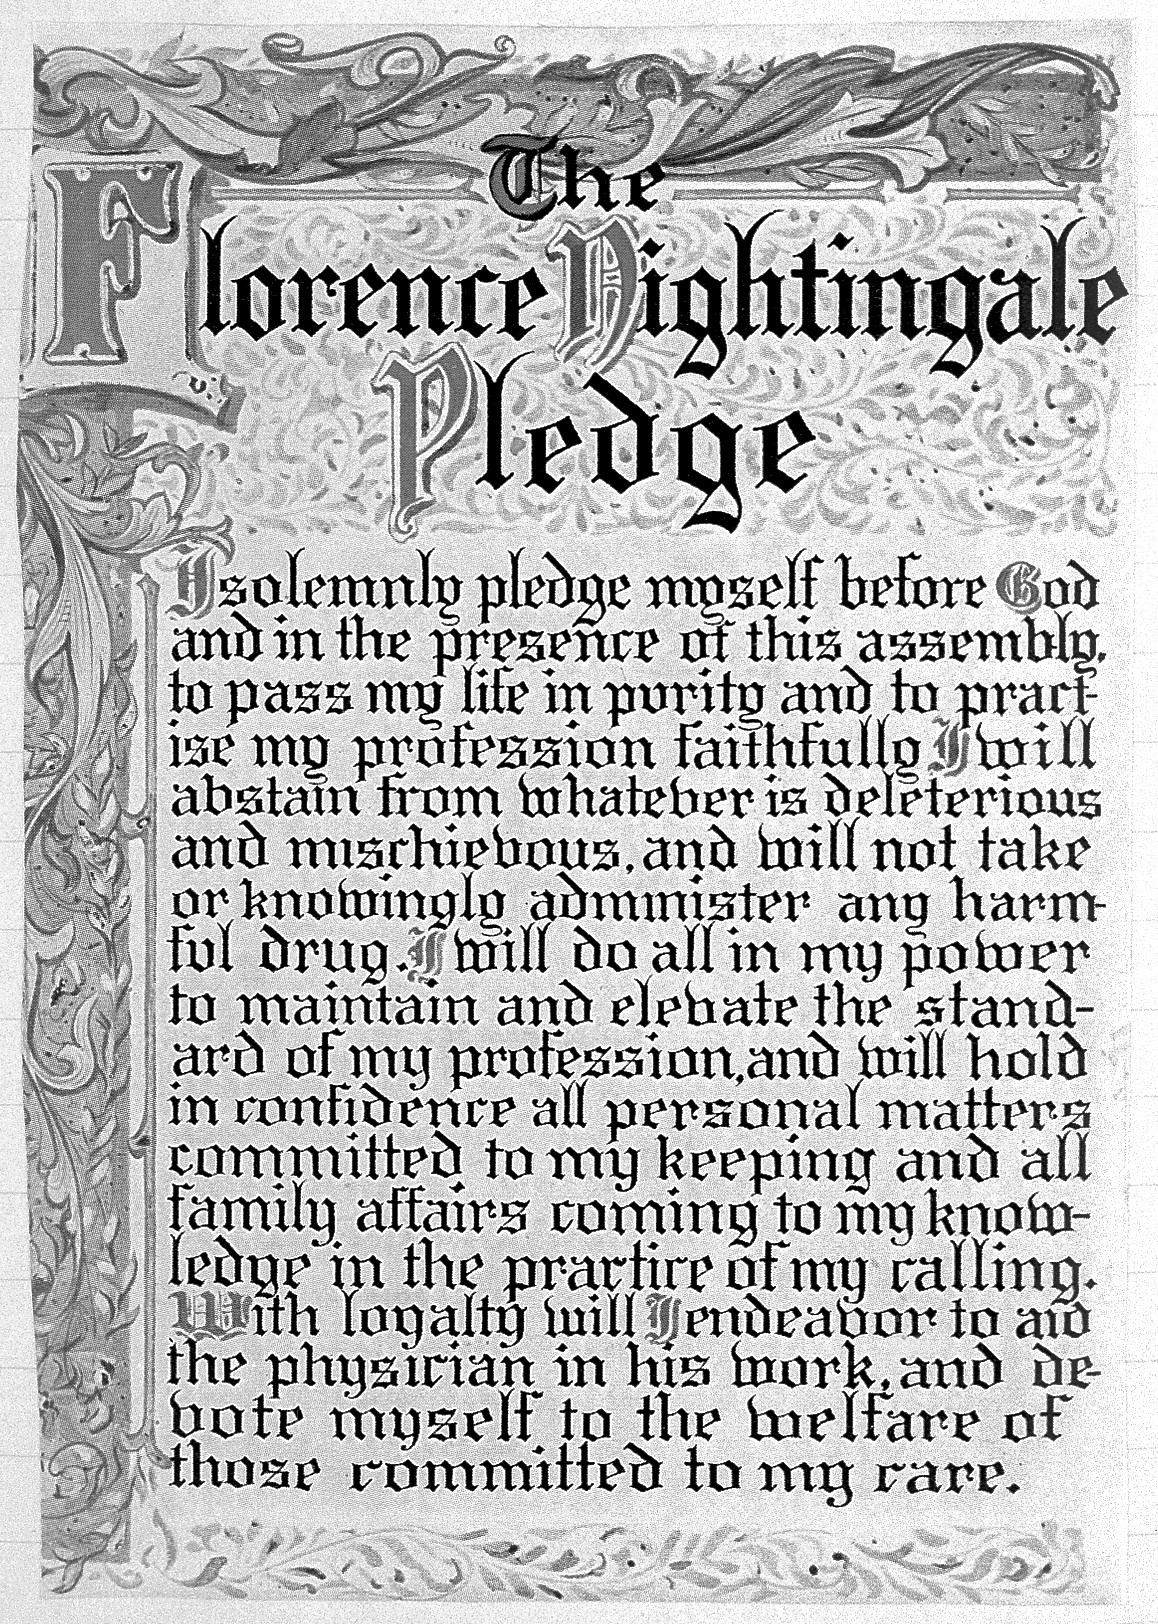 The
Florence Nightingale
Pledge
I solemnly pledge myself before God
and in the presence of this assembly,
to pass my life in purity and to pract-
ise my profession faithfully I will
abstain from whatever is deleterious
and mischievous, and will not take
or knowingly administer any harm-
ful drug. I will do all in my power
to maintain and elevate the stand-
ard of my profession, and will hold
in confidence all personal matters
committed to my keeping and all
family affairs coming to my know-
ledge in the practice of my calling.
With loyalty will I endeavor to aid
the physician in his work, and de-
vote myself to the welfare of
those committed to my care.